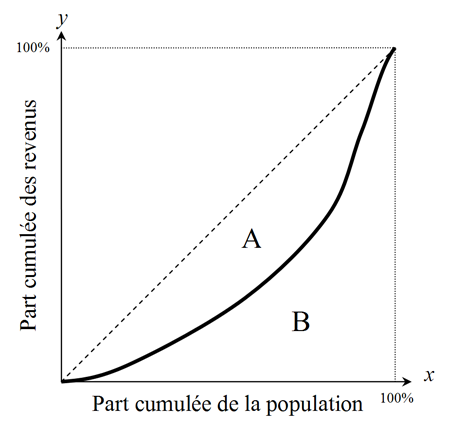 y
100%
Part cumulée des revenus
A
B
x
100%
Part cumulée de la population